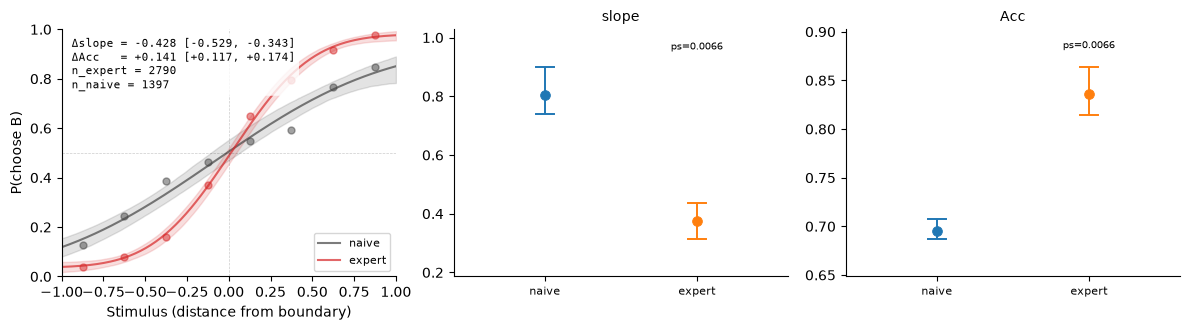 Δslope = -0.428 [-0.529, -0.343]
ΔAcc   = +0.141 [+0.117, +0.174]
n_expert = 2790
n_naive = 1397
1.0
0.8
0.6
0.4
0.2
0.0
P(choose B)
naive
expert
−1.00−0.75−0.50−0.25 0.00 0.25 0.50 0.75 1.00
Stimulus (distance from boundary)
slope
ps=0.0066
1.0
0.8
0.6
0.4
0.2
naive expert
Acc
ps=0.0066
0.90
0.85
0.80
0.75
0.70
0.65
naive expert